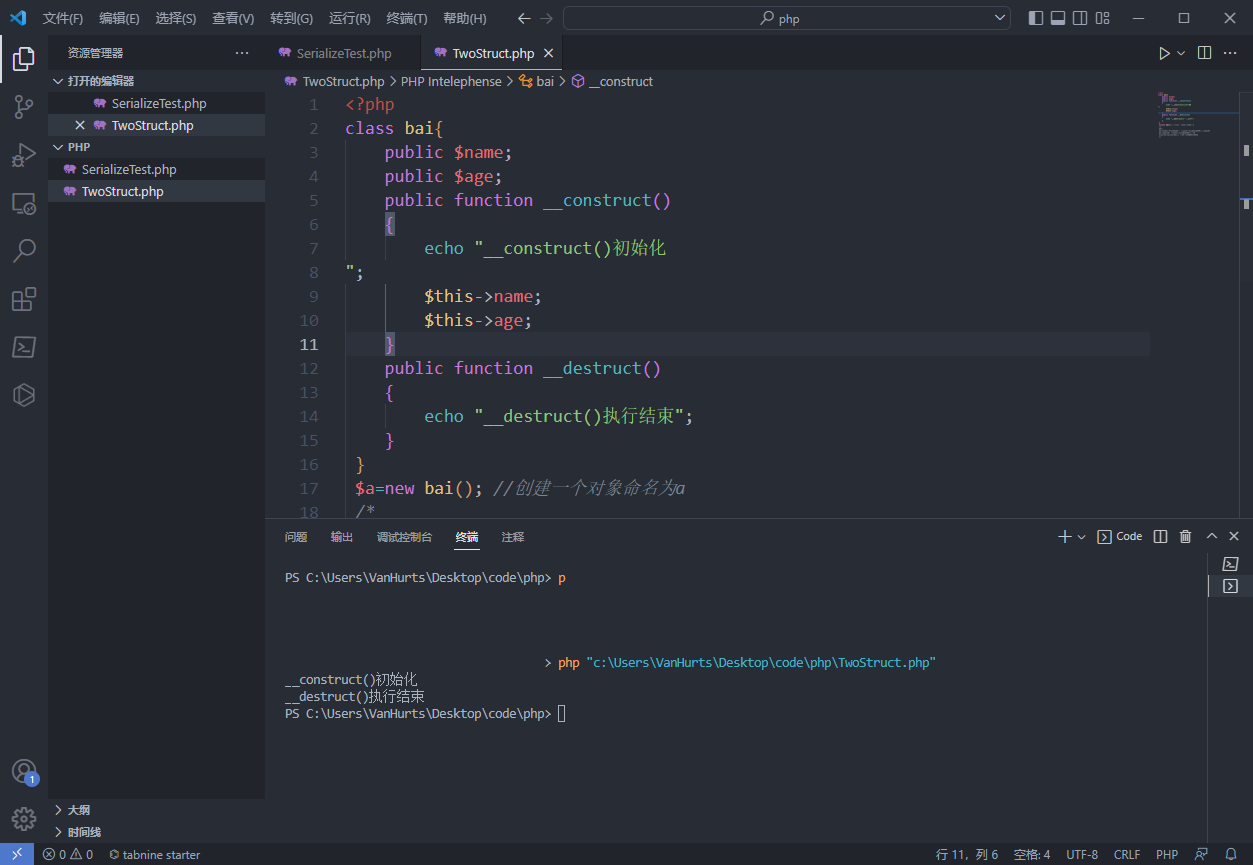 文件(F) 编辑(E) 选择(S) 查看(V) 转到(G) 运行(R) 终端(T) 帮助(H) php
资源管理器
SerializeTest.php TwoStruct.php
打开的编辑器
SerializeTest.php
TwoStruct.php
PHP
SerializeTest.php
TwoStruct.php
TwoStruct.php > PHP Intelephense > bai > __construct
1 <?php
2 class bai{
3 public $name;
4 public $age;
5 public function __construct()
6 {
7 echo "__construct()初始化
8 ";
9 $this->name;
10 $this->age;
11 }
12 public function __destruct()
13 {
14 echo "__destruct()执行结束";
15 }
16 }
17 $a=new bai(); //创建一个对象命名为a
18 /*
问题 输出 调试控制台 终端 注释 Code
PS C:\Users\VanHurts\Desktop\code\php> p
> php "c:\Users\VanHurts\Desktop\code\php\TwoStruct.php"
__construct()初始化
__destruct()执行结束
PS C:\Users\VanHurts\Desktop\code\php>
1
大纲
时间线
0 0 tabnine starter 行 11，列 6 空格: 4 UTF-8 CRLF PHP